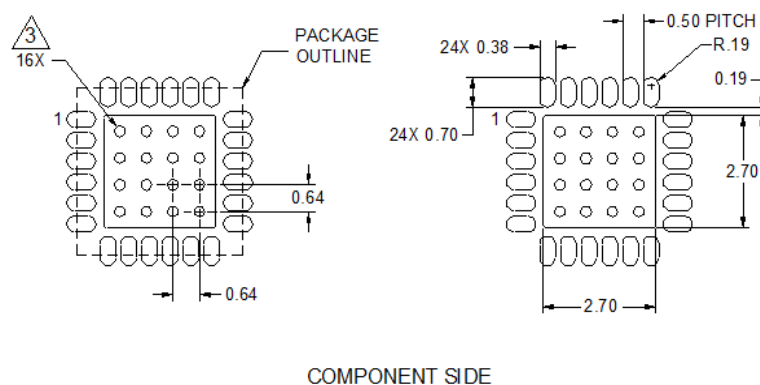 3
16X
PACKAGE
OUTLINE
1
0.64
0.64
24X 0.38
0.50 PITCH
R.19
0.19
24X 0.70
1
2.70
2.70
COMPONENT SIDE